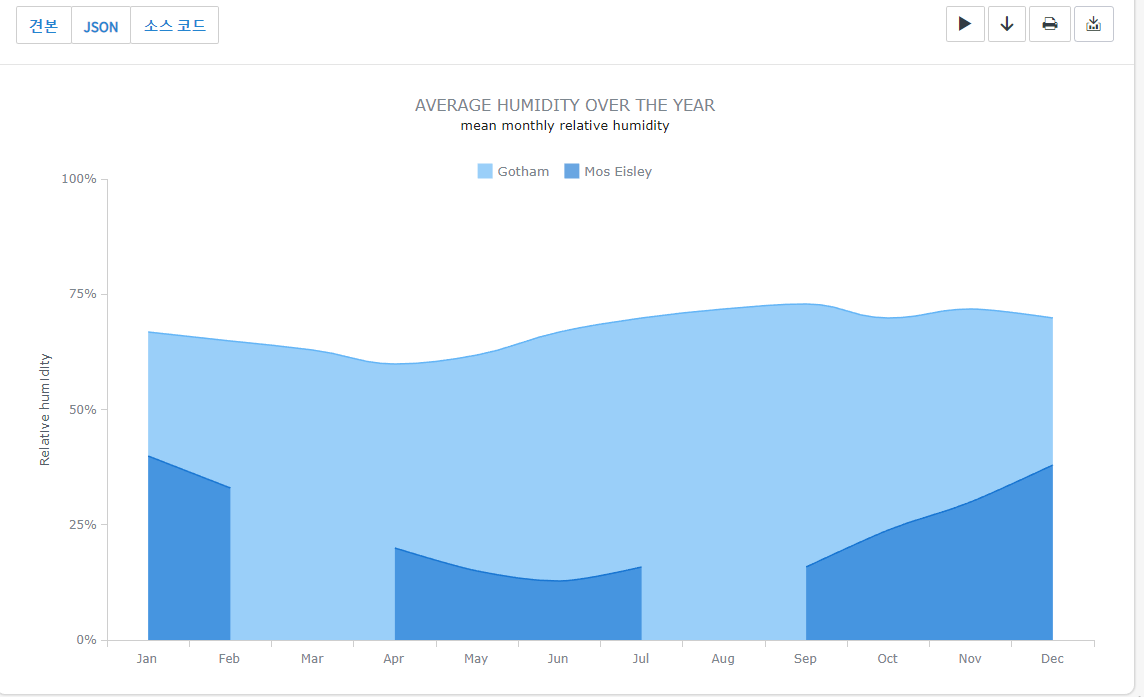 견본 JSON 소스 코드
AVERAGE HUMIDITY OVER THE YEAR
mean monthly relative humidity
Gotham Mos Eisley
100%
75%
50%
25%
0%
Relative humidity
Jan Feb Mar Apr May Jun Jul Aug Sep Oct Nov Dec